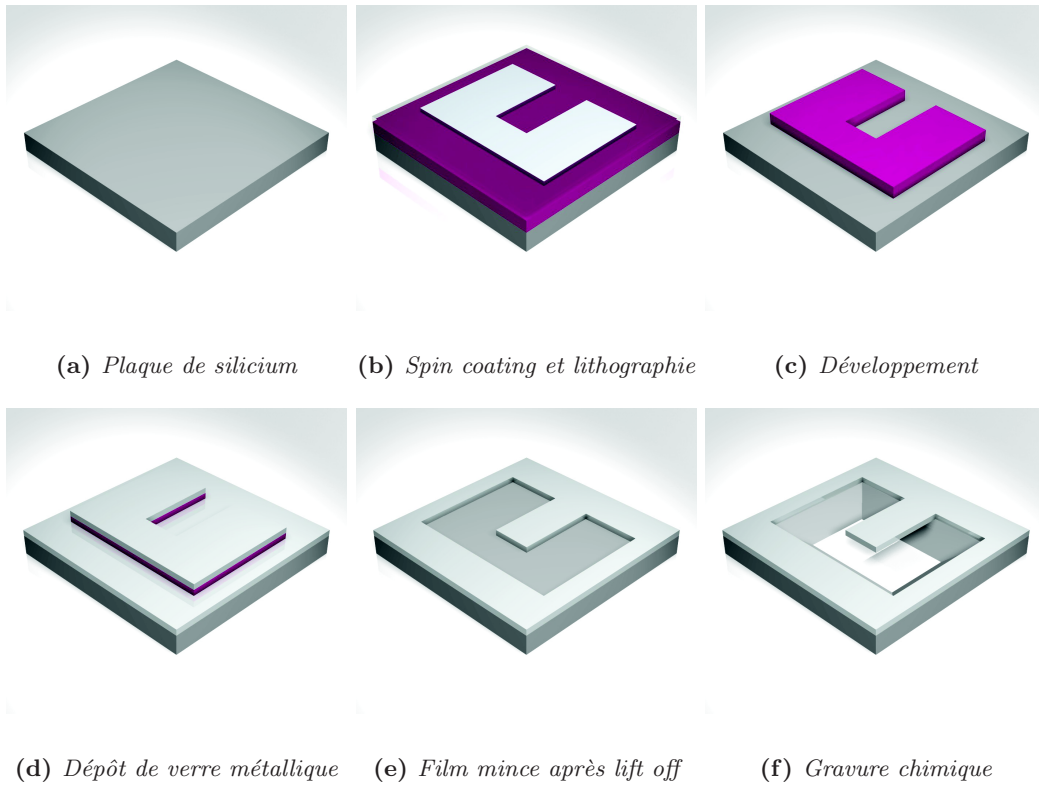 (a) Plaque de silicium
(b) Spin coating et lithographie
(c) Développement
(d) Dépôt de verre métallique
(e) Film mince après lift off
(f) Gravure chimique